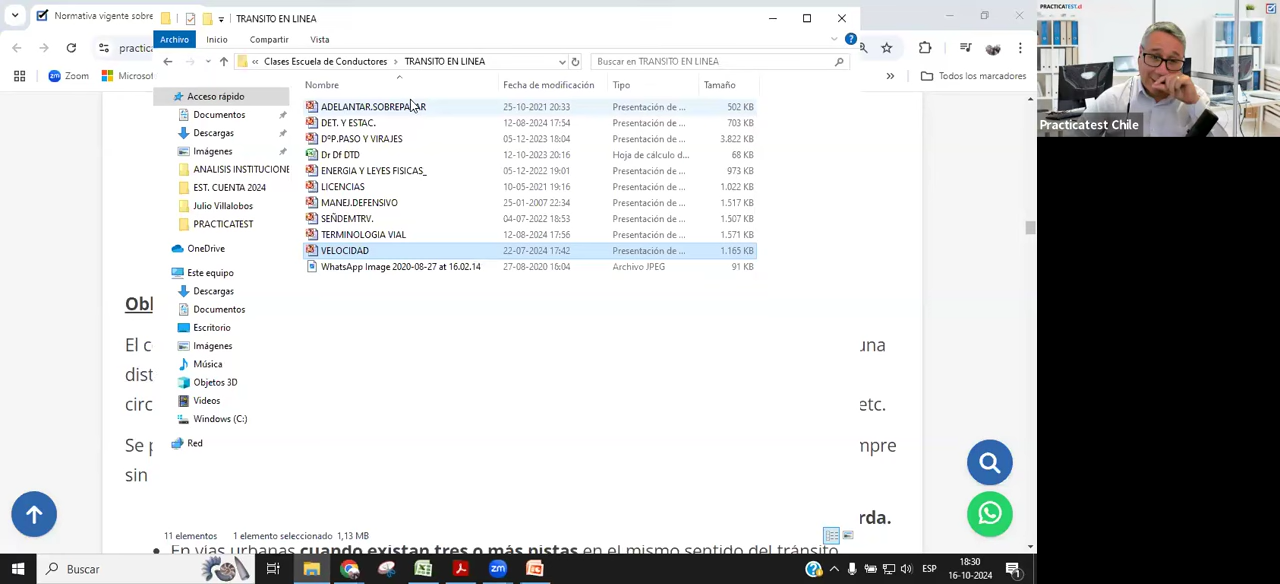 Normativa vigente sobre
TRANSITO EN LINEA
Archivo
Inicio
Compartir
Vista
practica
Zoom
Microsof
Todos los marcadores
Clases Escuela de Conductores
TRANSITO EN LINEA
Buscar en TRANSITO EN LINEA
Nombre
Fecha de modificación
Tipo
Tamaño
Acceso rápido
Documentos
Descargas
Imágenes
ANALISIS INSTITUCIONE
EST. CUENTA 2024
Julio Villalobos
PRACTICATEST
OneDrive
Este equipo
Descargas
Documentos
Escritorio
Imágenes
Música
Objetos 3D
Videos
Windows (C:)
Red
ADELANTAR.SOBREPASAR 25-10-2021 20:33 Presentación de ... 502 KB
DET. Y ESTAC. 12-08-2024 17:54 Presentación de ... 703 KB
DºP.PASO Y VIRAJES 05-12-2023 18:04 Presentación de ... 3.822 KB
Dr Df DTD 12-10-2023 20:16 Hoja de cálculo d... 68 KB
ENERGIA Y LEYES FISICAS_ 05-12-2022 19:01 Presentación de ... 973 KB
LICENCIAS 10-05-2021 19:16 Presentación de ... 1.022 KB
MANEJ.DEFENSIVO 25-01-2007 22:34 Presentación de ... 1.517 KB
SEÑDEMTRV. 04-07-2022 18:53 Presentación de ... 1.507 KB
TERMINOLOGIA VIAL 12-08-2024 17:56 Presentación de ... 1.571 KB
VELOCIDAD 22-07-2024 17:42 Presentación de ... 1.165 KB
WhatsApp Image 2020-08-27 at 16.02.14 27-08-2020 16:04 Archivo JPEG 91 KB
11 elementos
1 elemento seleccionado 1,13 MB
Obl
El c
una
dist
circ
etc.
Se p
mpre
sin
rda.
En vías urbanas cuando existan tres o más pistas en el mismo sentido del tránsito
PRACTICATEST.cl
Practicatest Chile
Buscar
ESP
18:30
16-10-2024